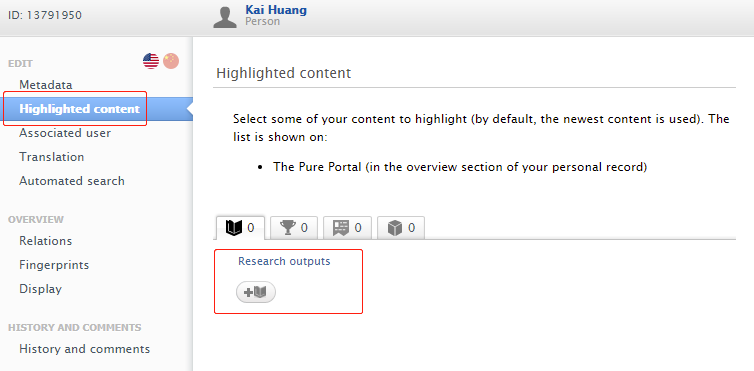 ID: 13791950
Kai Huang
Person
EDIT
Metadata
Highlighted content
Associated user
Translation
Automated search
OVERVIEW
Relations
Fingerprints
Display
HISTORY AND COMMENTS
History and comments
Highlighted content
Select some of your content to highlight (by default, the newest content is used). The
list is shown on:
• The Pure Portal (in the overview section of your personal record)
0 0 0 0
Research outputs